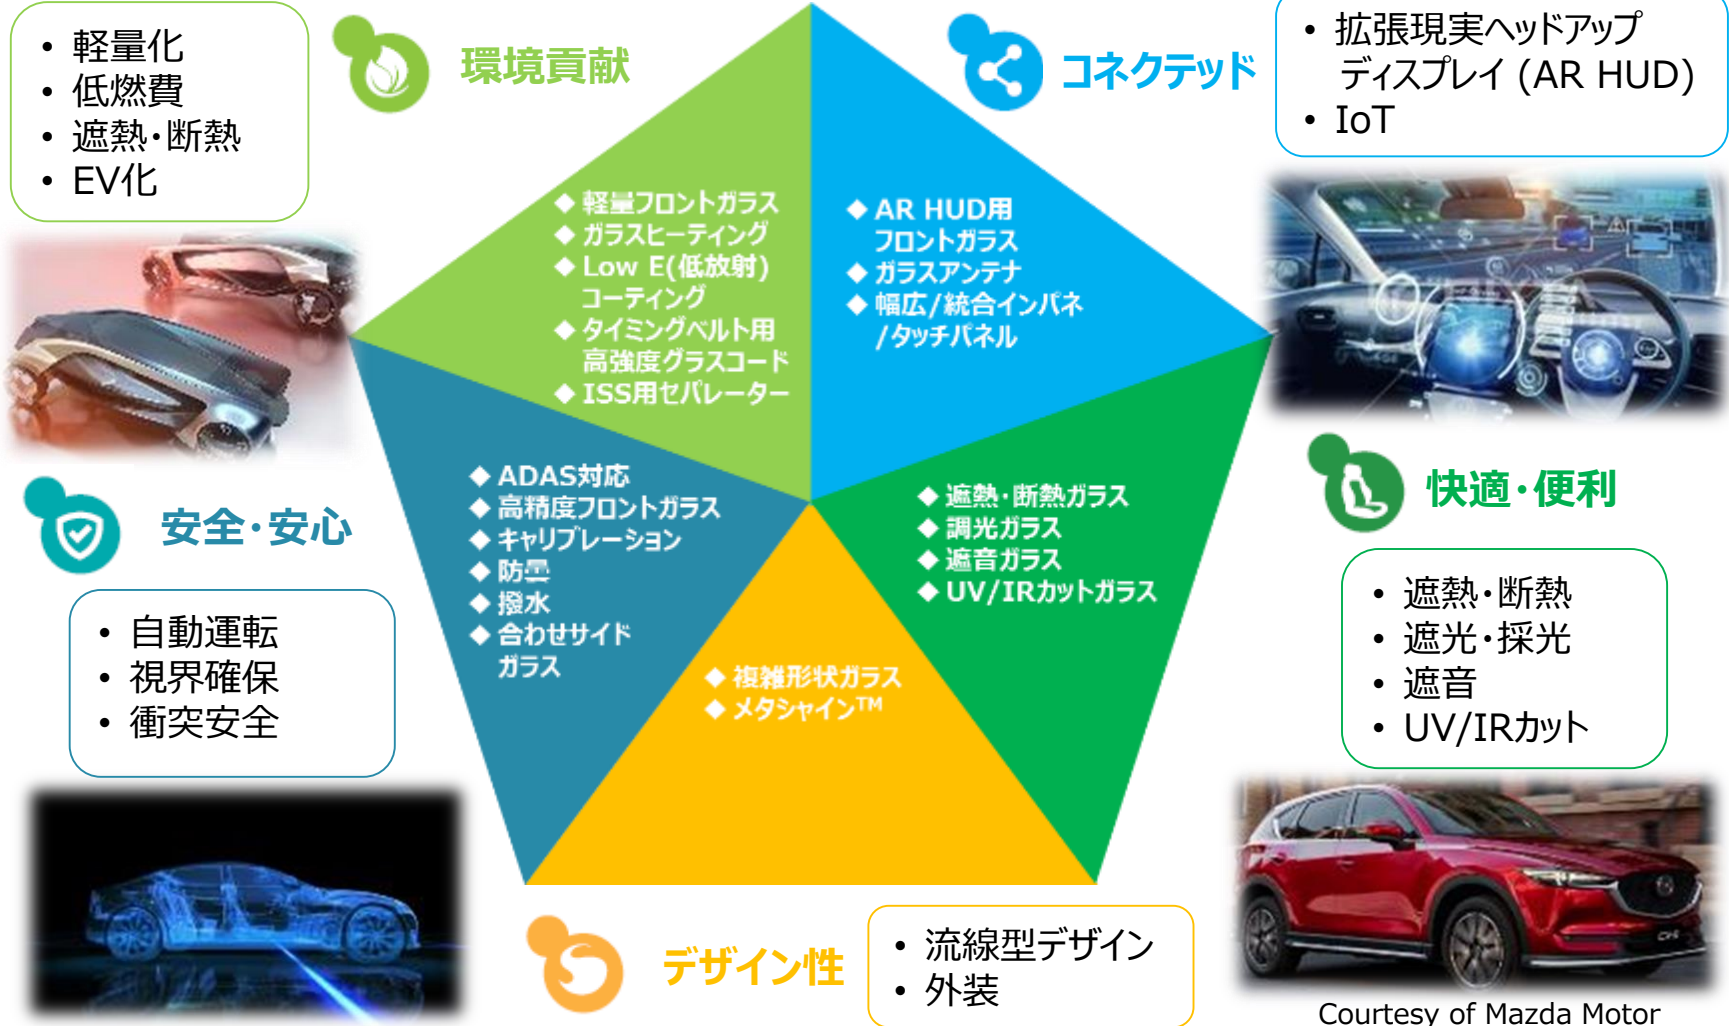 • 軽量化
• 低燃費
• 遮熱・断熱
• EV化
環境貢献
コネクテッド
• 拡張現実ヘッドアップ
ディスプレイ (AR HUD)
• IoT
◆ 軽量フロントガラス
◆ ガラスヒーティング
◆ Low E(低放射)
コーティング
◆ タイミングベルト用
高強度グラスコード
◆ ISS用セパレーター
◆ AR HUD用
フロントガラス
◆ ガラスアンテナ
◆ 幅広/統合インパネ
/タッチパネル
安全・安心
• 自動運転
• 視界確保
• 衝突安全
◆ ADAS対応
◆ 高精度フロントガラス
◆ キャリブレーション
◆ 防曇
◆ 撥水
◆ 合わせサイド
ガラス
◆ 遮熱・断熱ガラス
◆ 調光ガラス
◆ 遮音ガラス
◆ UV/IRカットガラス
快適・便利
• 遮熱・断熱
• 遮光・採光
• 遮音
• UV/IRカット
◆ 複雑形状ガラス
◆ メタシャイン™
デザイン性
• 流線型デザイン
• 外装
Courtesy of Mazda Motor